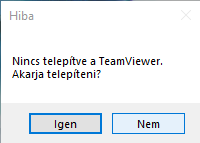 Hiba
Nincs telepítve a TeamViewer.
Akarja telepíteni?
Igen
Nem